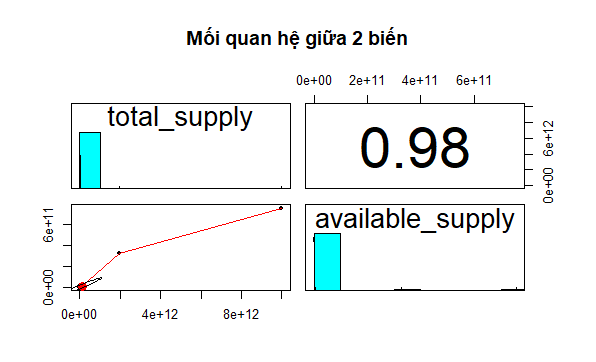 Mối quan hệ giữa 2 biến
0e+00 2e+11 4e+11 6e+11
total_supply
0.98
0e+00 6e+12
6e+11
0e+00
available_supply
0e+00 4e+12 8e+12